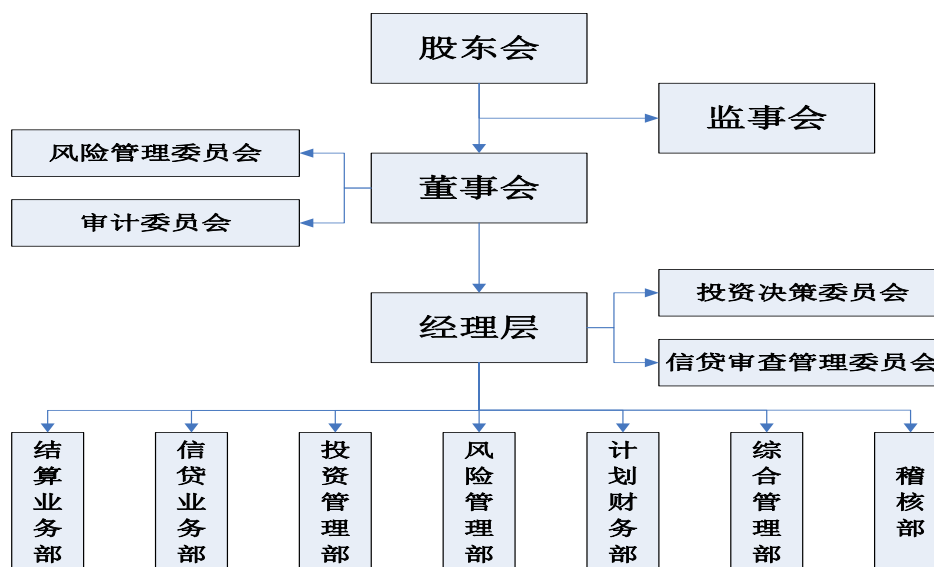 股东会
监事会
风险管理委员会
董事会
审计委员会
投资决策委员会
经理层
信贷审查管理委员会
结算业务部
信贷业务部
投资管理部
风险管理部
计划财务部
综合管理部
稽核部